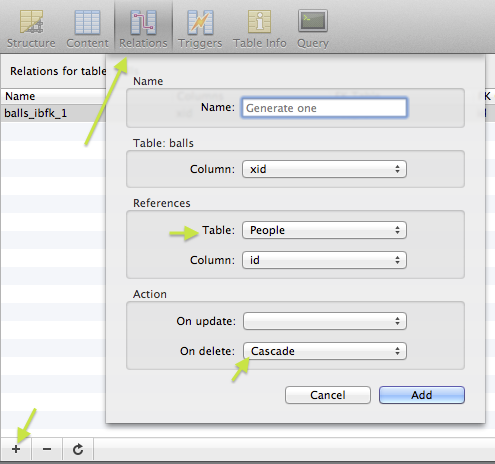 Structure Content Relations Triggers Table Info Query
Relations for table
Name
balls_ibfk_1
Name
Name: Generate one
Table: balls
Column: xid
References
Table: People
Column: id
Action
On update:
On delete: Cascade
Cancel Add